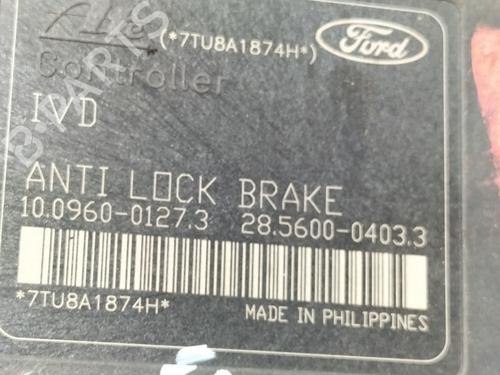 (*7TU8A1874H*)
Ford
Controller
IVD
ANTI LOCK BRAKE
10.0960-0127.3 28.5600-0403.3
*7TU8A1874H*
MADE IN PHILIPPINES
B-PARTS